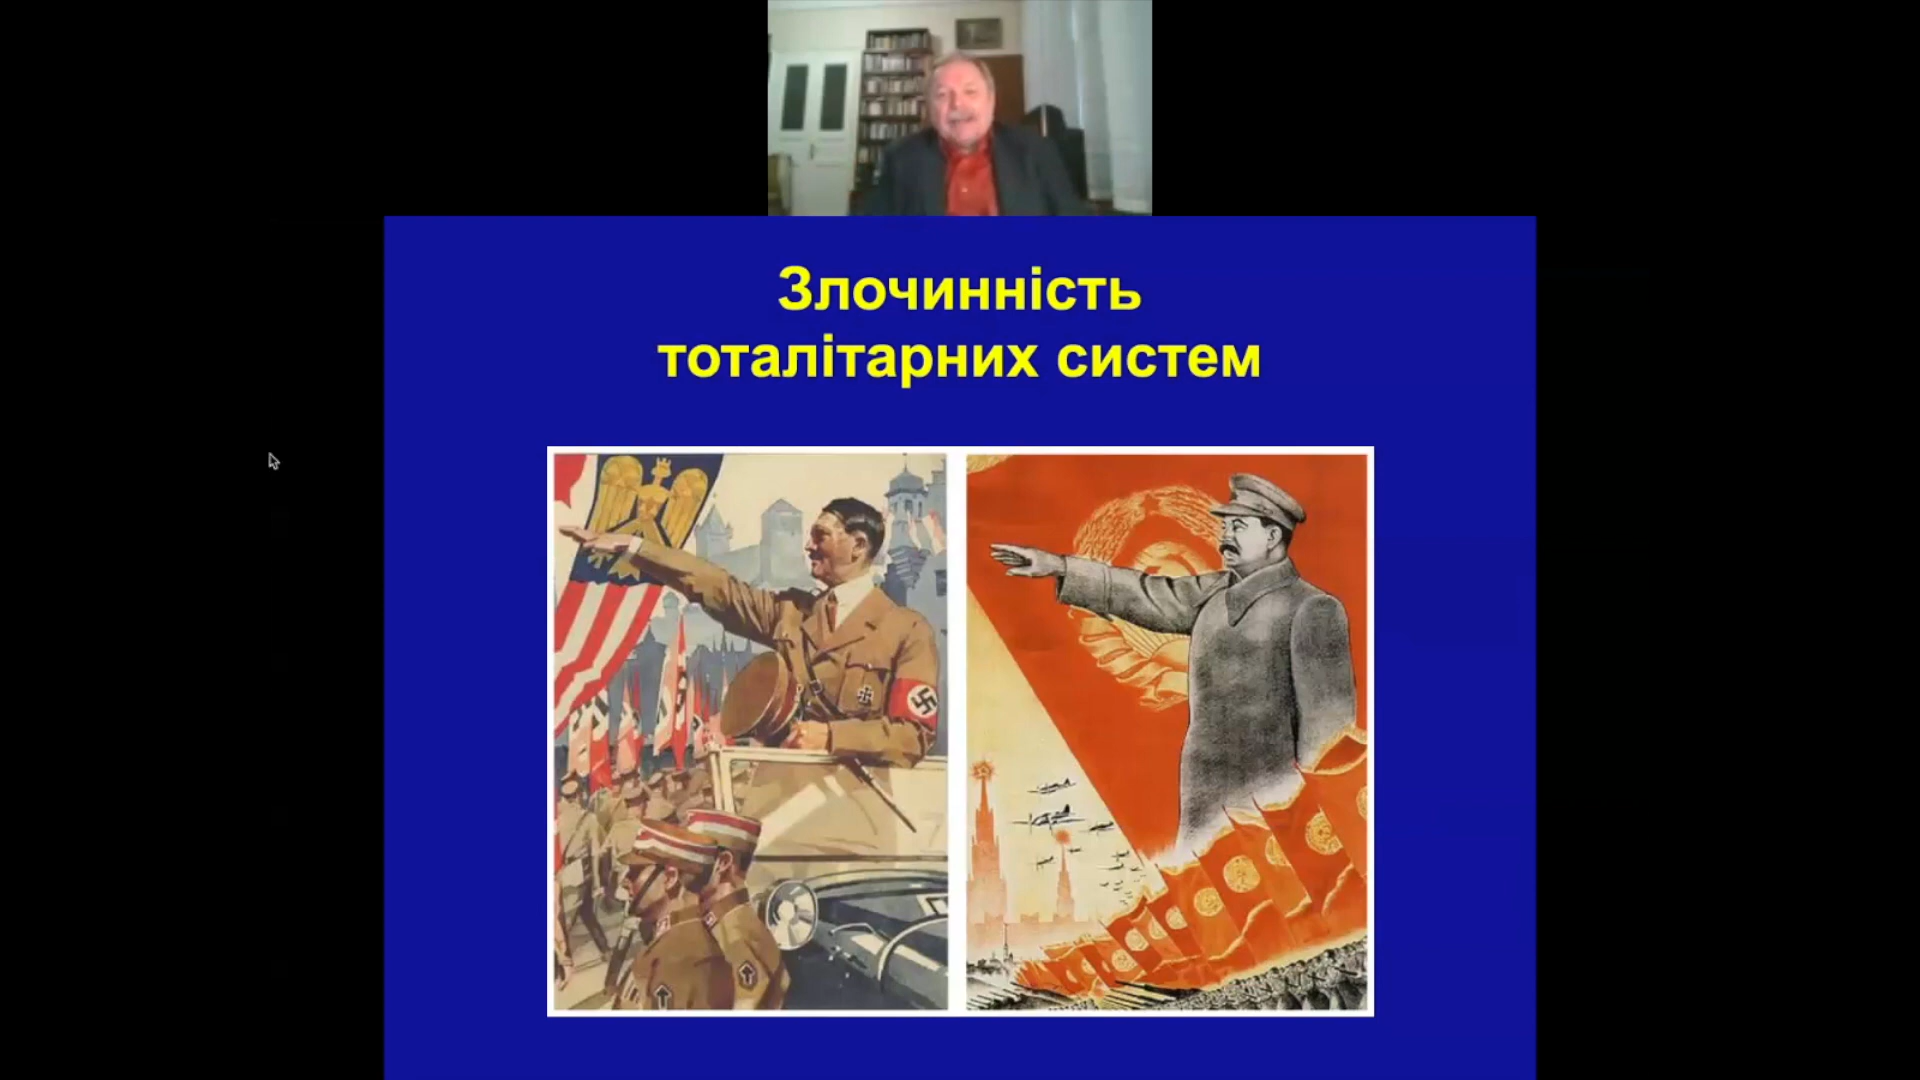 Злочинність
тоталітарних систем